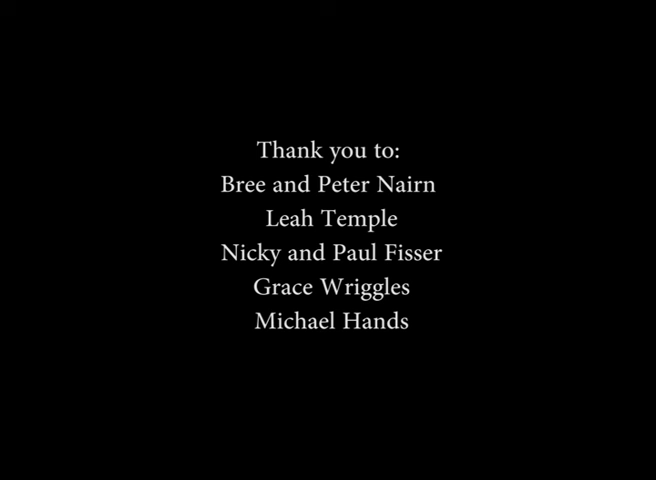 Thank you to:
Bree and Peter Nairn
Leah Temple
Nicky and Paul Fisser
Grace Wriggles
Michael Hands